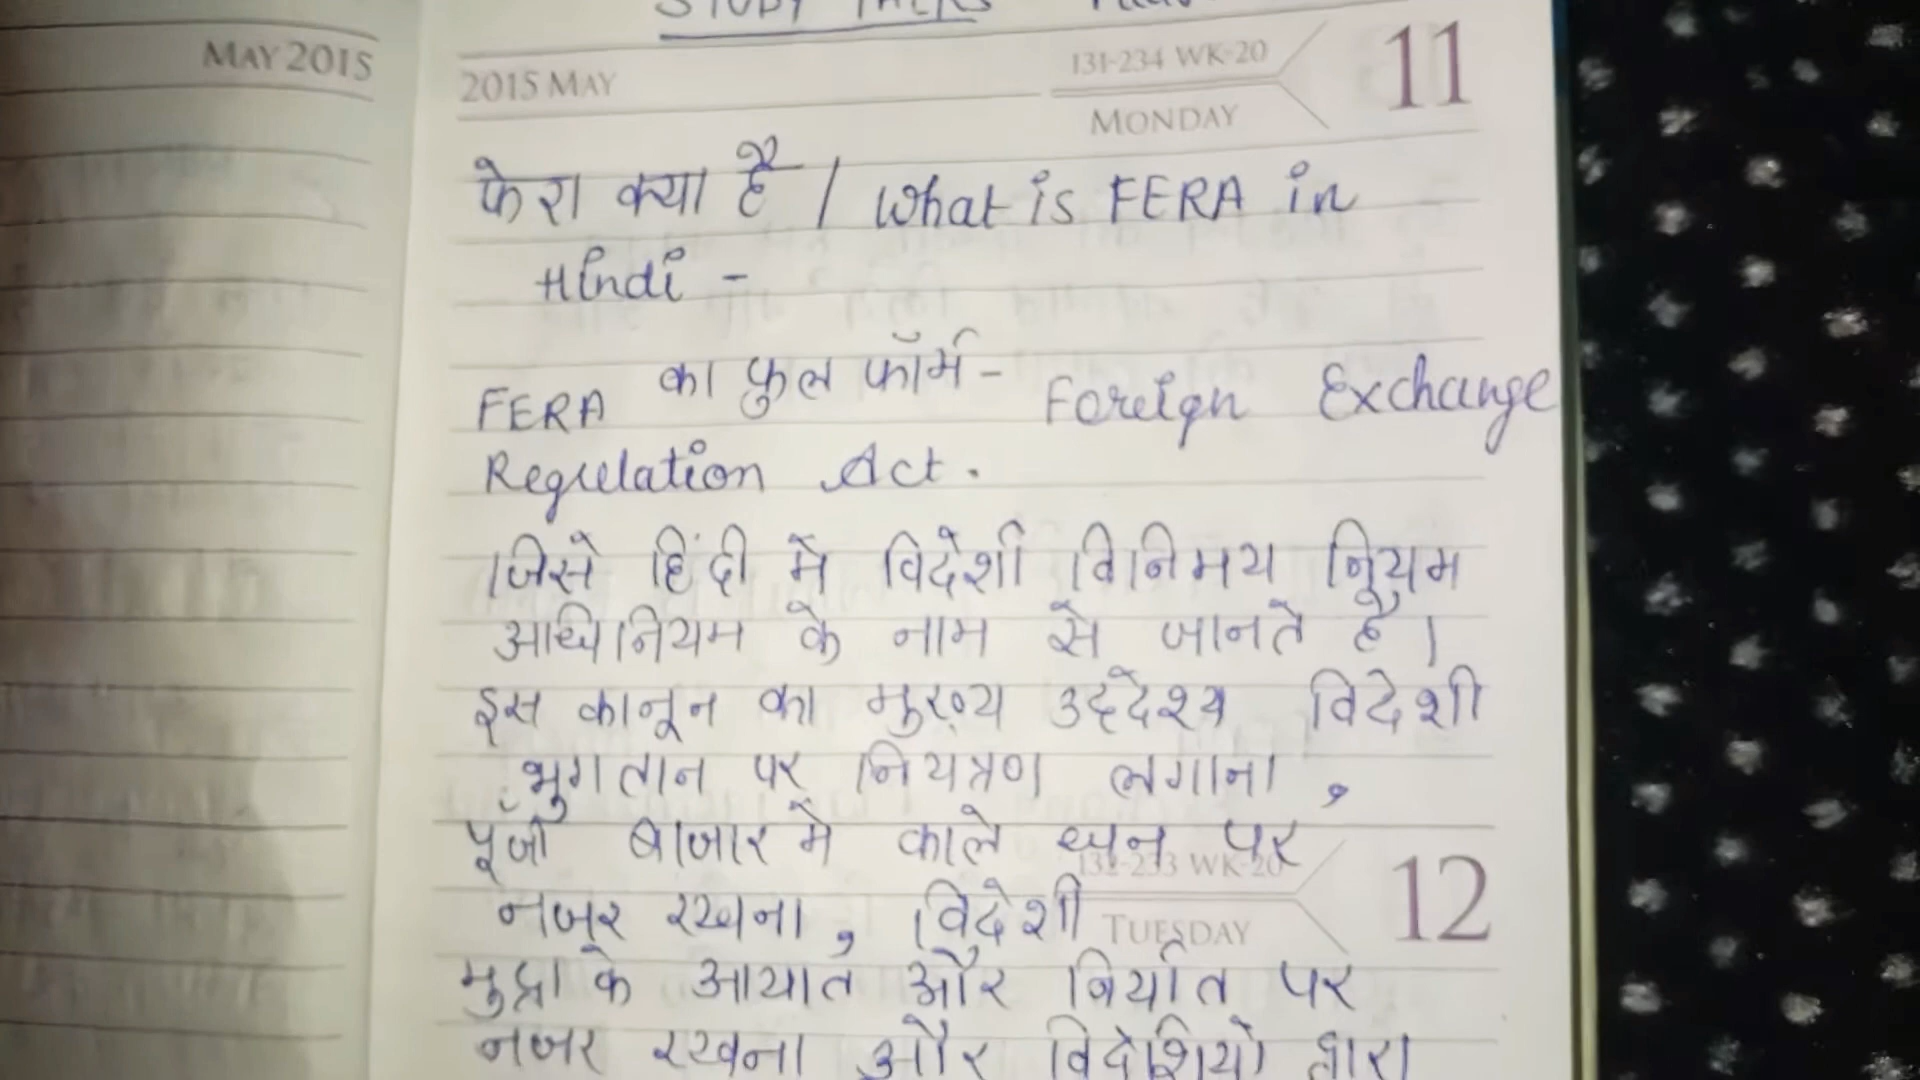 STUDY
MAY 2015
2015 MAY
131-234 WK-20
11
MONDAY
फेरा क्या है / What is FERA in
Hindi -
FERA का फुल फॉर्म - Foreign Exchange
Regulation Act.
जिसे हिंदी में विदेशी विनिमय नियम
अधिनियम के नाम से जानते है।
इस कानून का मुख्य उद्देश्य विदेशी
भुगतान पर नियत्रण लगाना,
पूँजी बाजार मे काले धन पर
132-233 WK-20
12
नजर रखना, विदेशी
TUESDAY
मुद्रा के आयात और निर्यात पर
नजर रखना और विदेशियो द्वारा